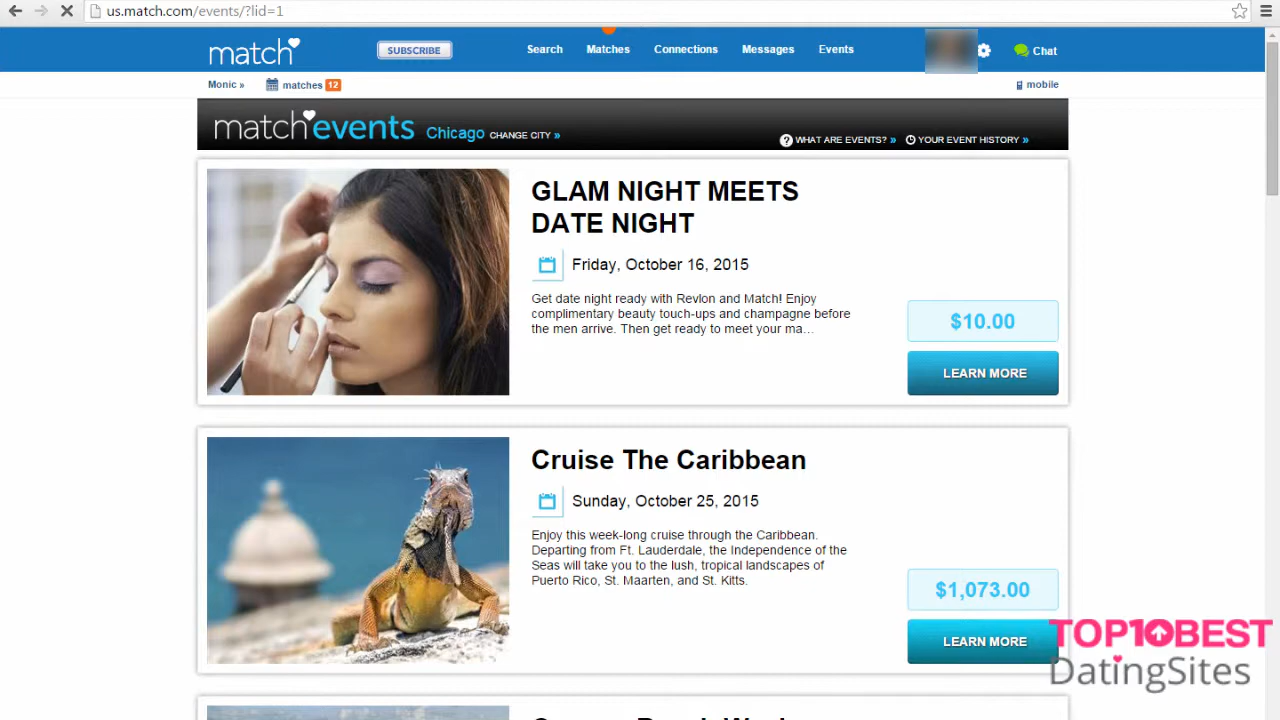 us.match.com/events/?lid=1
match SUBSCRIBE Search Matches Connections Messages Events Chat
Monic » matches 12 mobile
matchevents Chicago CHANGE CITY » ? WHAT ARE EVENTS? » YOUR EVENT HISTORY »
GLAM NIGHT MEETS
DATE NIGHT
Friday, October 16, 2015
Get date night ready with Revlon and Match! Enjoy
complimentary beauty touch-ups and champagne before
the men arrive. Then get ready to meet your ma...
$10.00
LEARN MORE
Cruise The Caribbean
Sunday, October 25, 2015
Enjoy this week-long cruise through the Caribbean.
Departing from Ft. Lauderdale, the Independence of the
Seas will take you to the lush, tropical landscapes of
Puerto Rico, St. Maarten, and St. Kitts.
$1,073.00
LEARN MORE
TOP10BEST
DatingSites